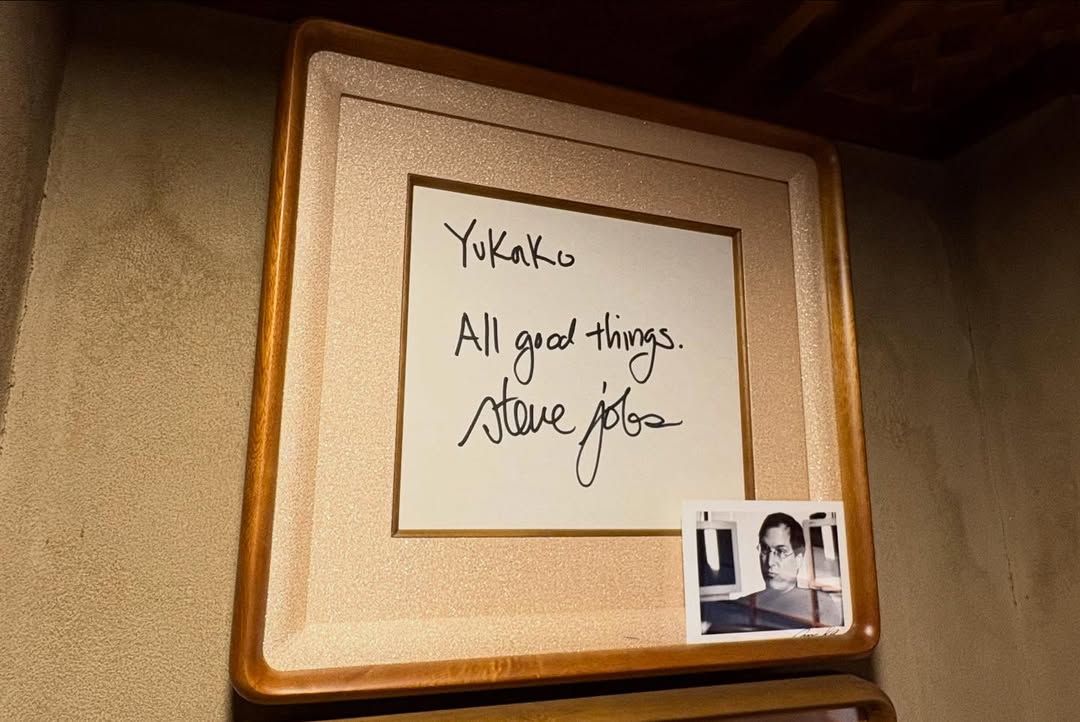 Yukako
All good things.
steve jobs